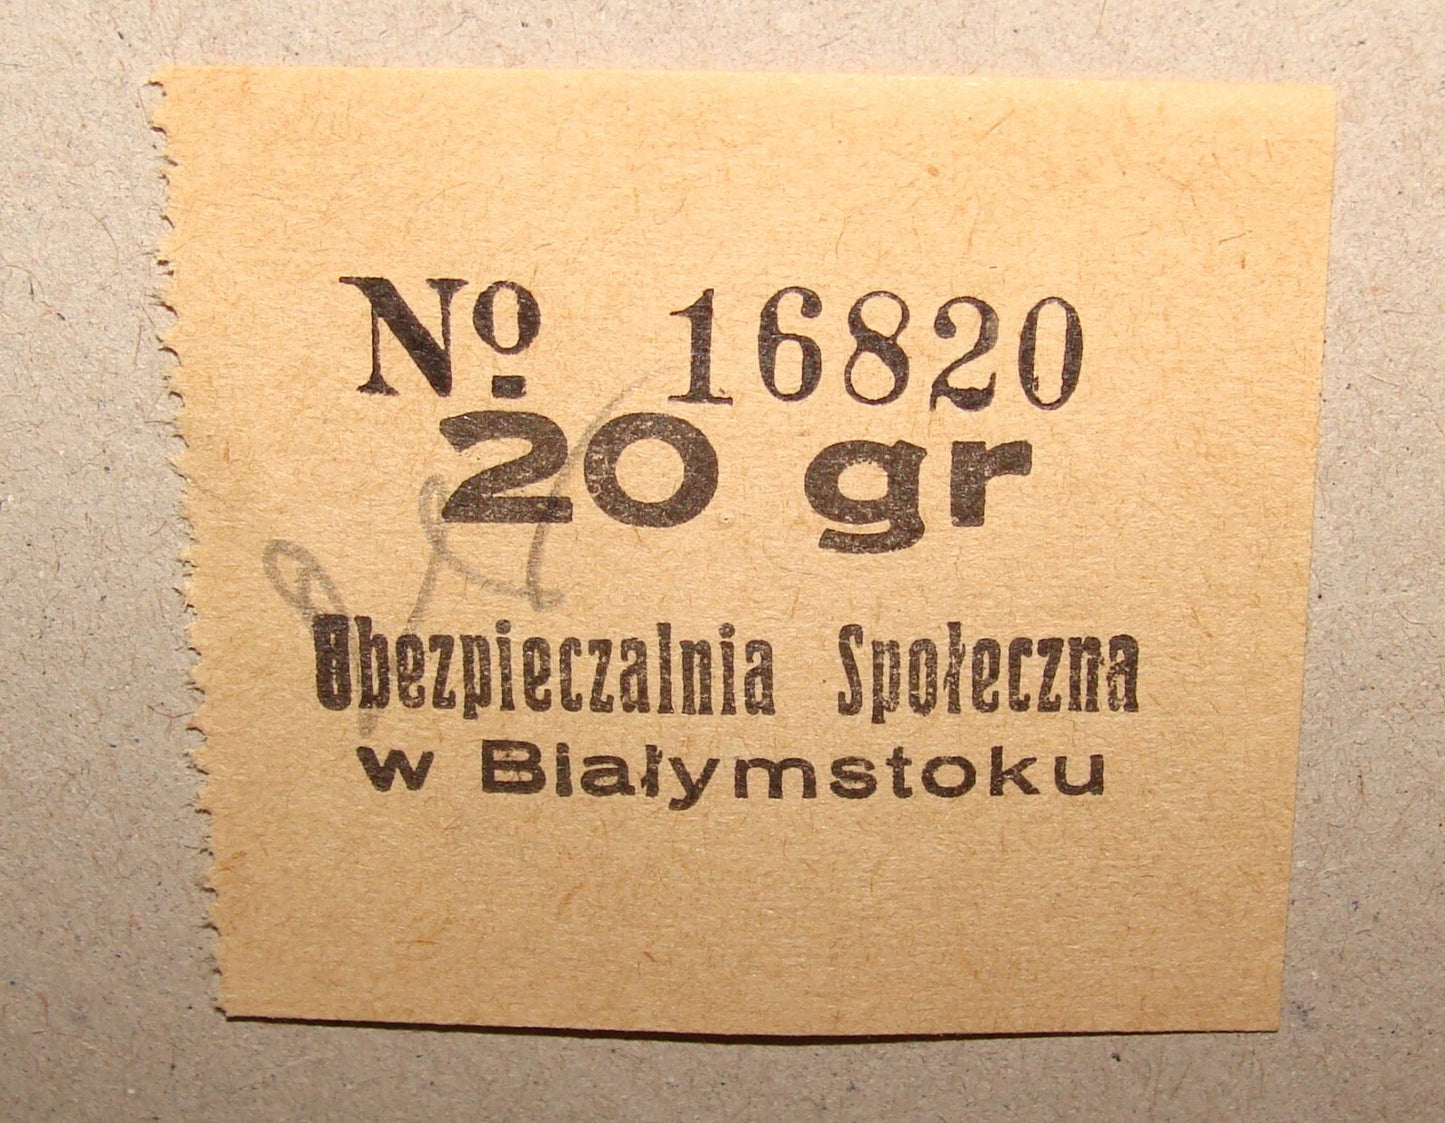 Nº 16820
20 gr
Ubezpieczalnia Społeczna
w Białymstoku